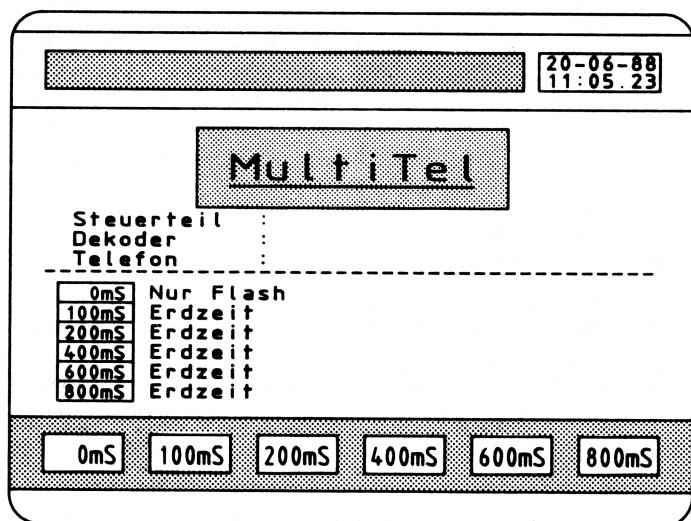 20-06-88
11:05.23
MultiTel
Steuerteil :
Dekoder :
Telefon :
0mS Nur Flash
100mS Erdzeit
200mS Erdzeit
400mS Erdzeit
600mS Erdzeit
800mS Erdzeit
0mS 100mS 200mS 400mS 600mS 800mS